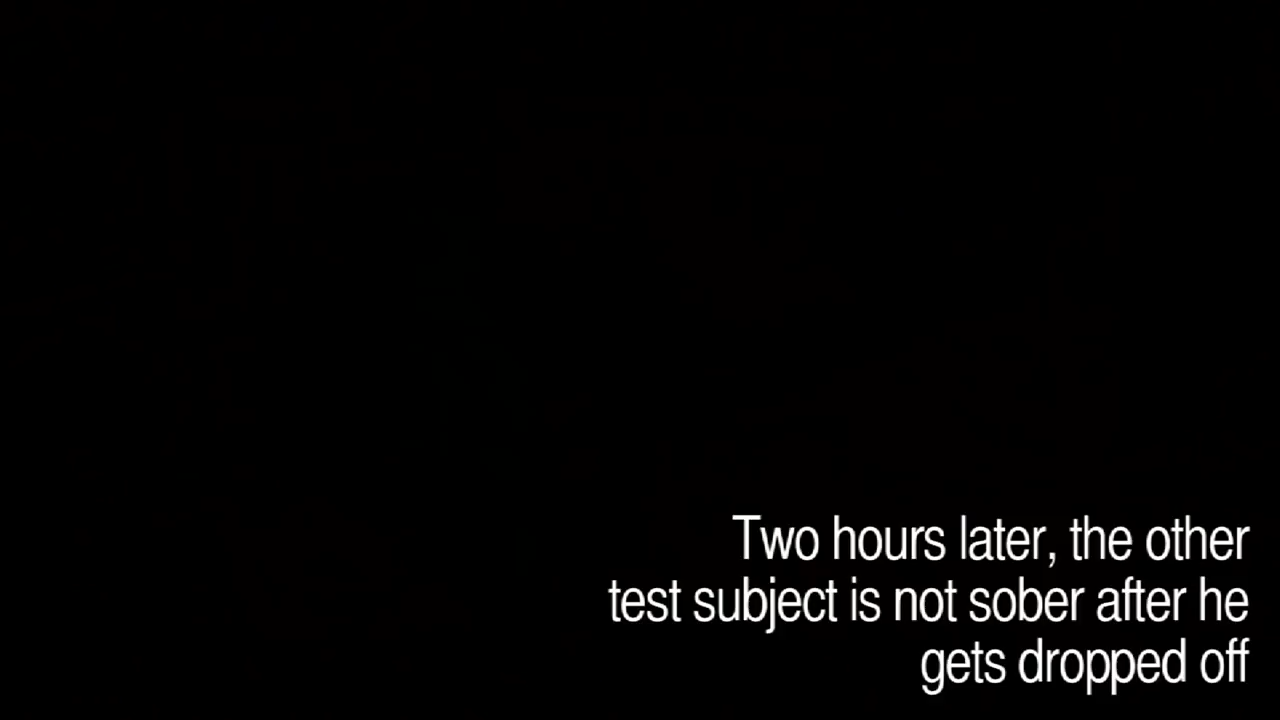 Two hours later, the other
test subject is not sober after he
gets dropped off